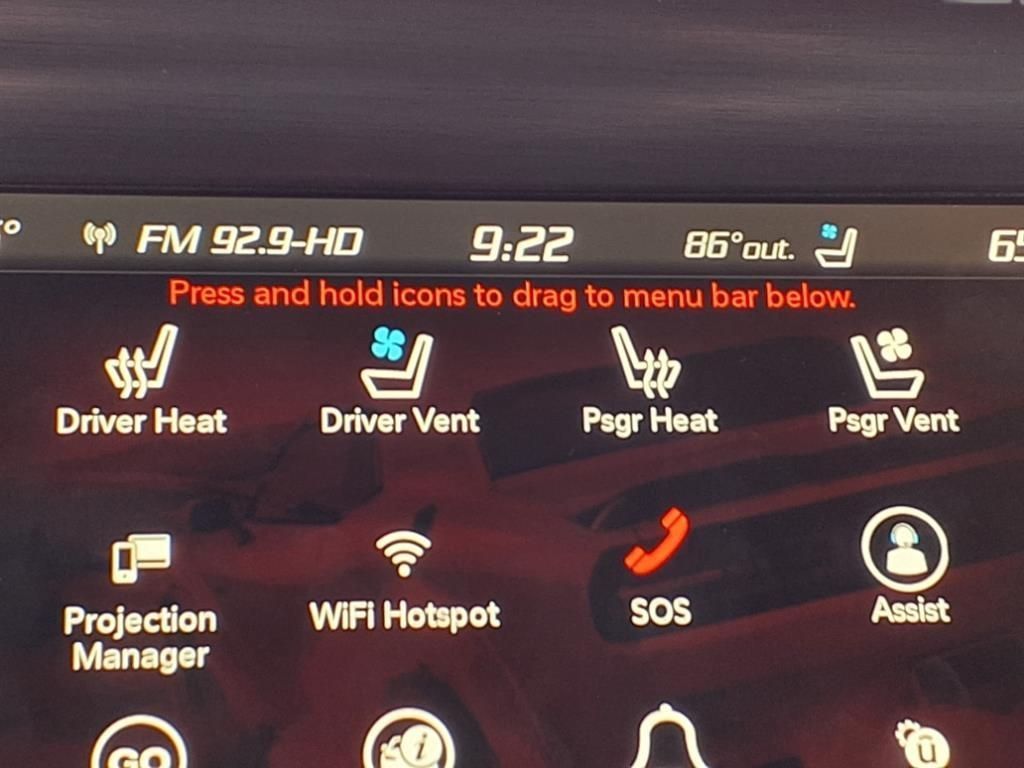 FM 92.9-HD 9:22 86° out. 65
Press and hold icons to drag to menu bar below.
Driver Heat Driver Vent Psgr Heat Psgr Vent
Projection Manager WiFi Hotspot SOS Assist
GO i ū